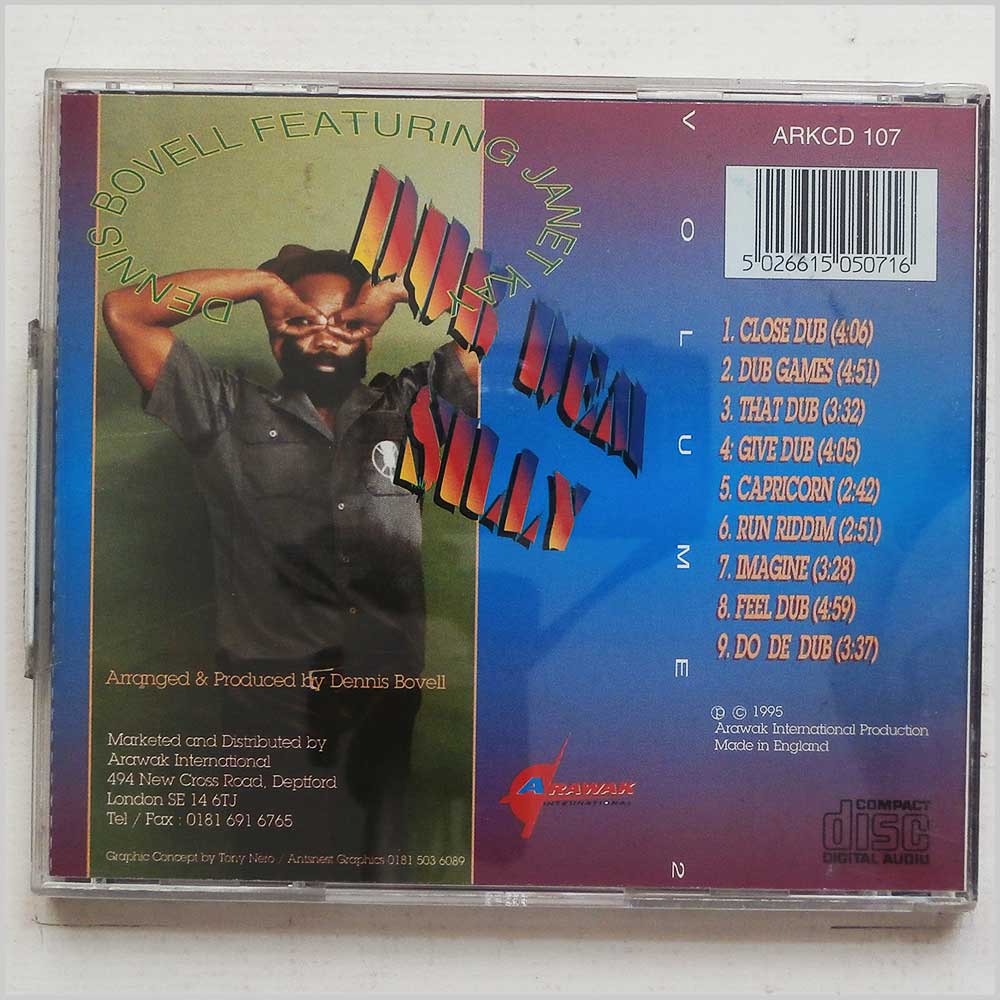 DENNIS BOVELL FEATURING JANET KAY
DUB DEM
SILLY
VOLUME 2
ARKCD 107
5 026615 050716
1. CLOSE DUB (4:06)
2. DUB GAMES (4:51)
3. THAT DUB (3:32)
4: GIVE DUB (4:05)
5. CAPRICORN (2:42)
6. RUN RIDDIM (2:51)
7. IMAGINE (3:28)
8. FEEL DUB (4:59)
9. DO DE DUB (3:37)
℗ © 1995
Arawak International Production
Made in England
Arranged & Produced by Dennis Bovell
Marketed and Distributed by
Arawak International
494 New Cross Road, Deptford
London SE 14 6TJ
Tel / Fax : 0181 691 6765
Graphic Concept by Tony Nero / Antsnest Graphics 0181 503 6089
ARAWAK
INTERNATIONAL
COMPACT
disc
DIGITAL AUDIO